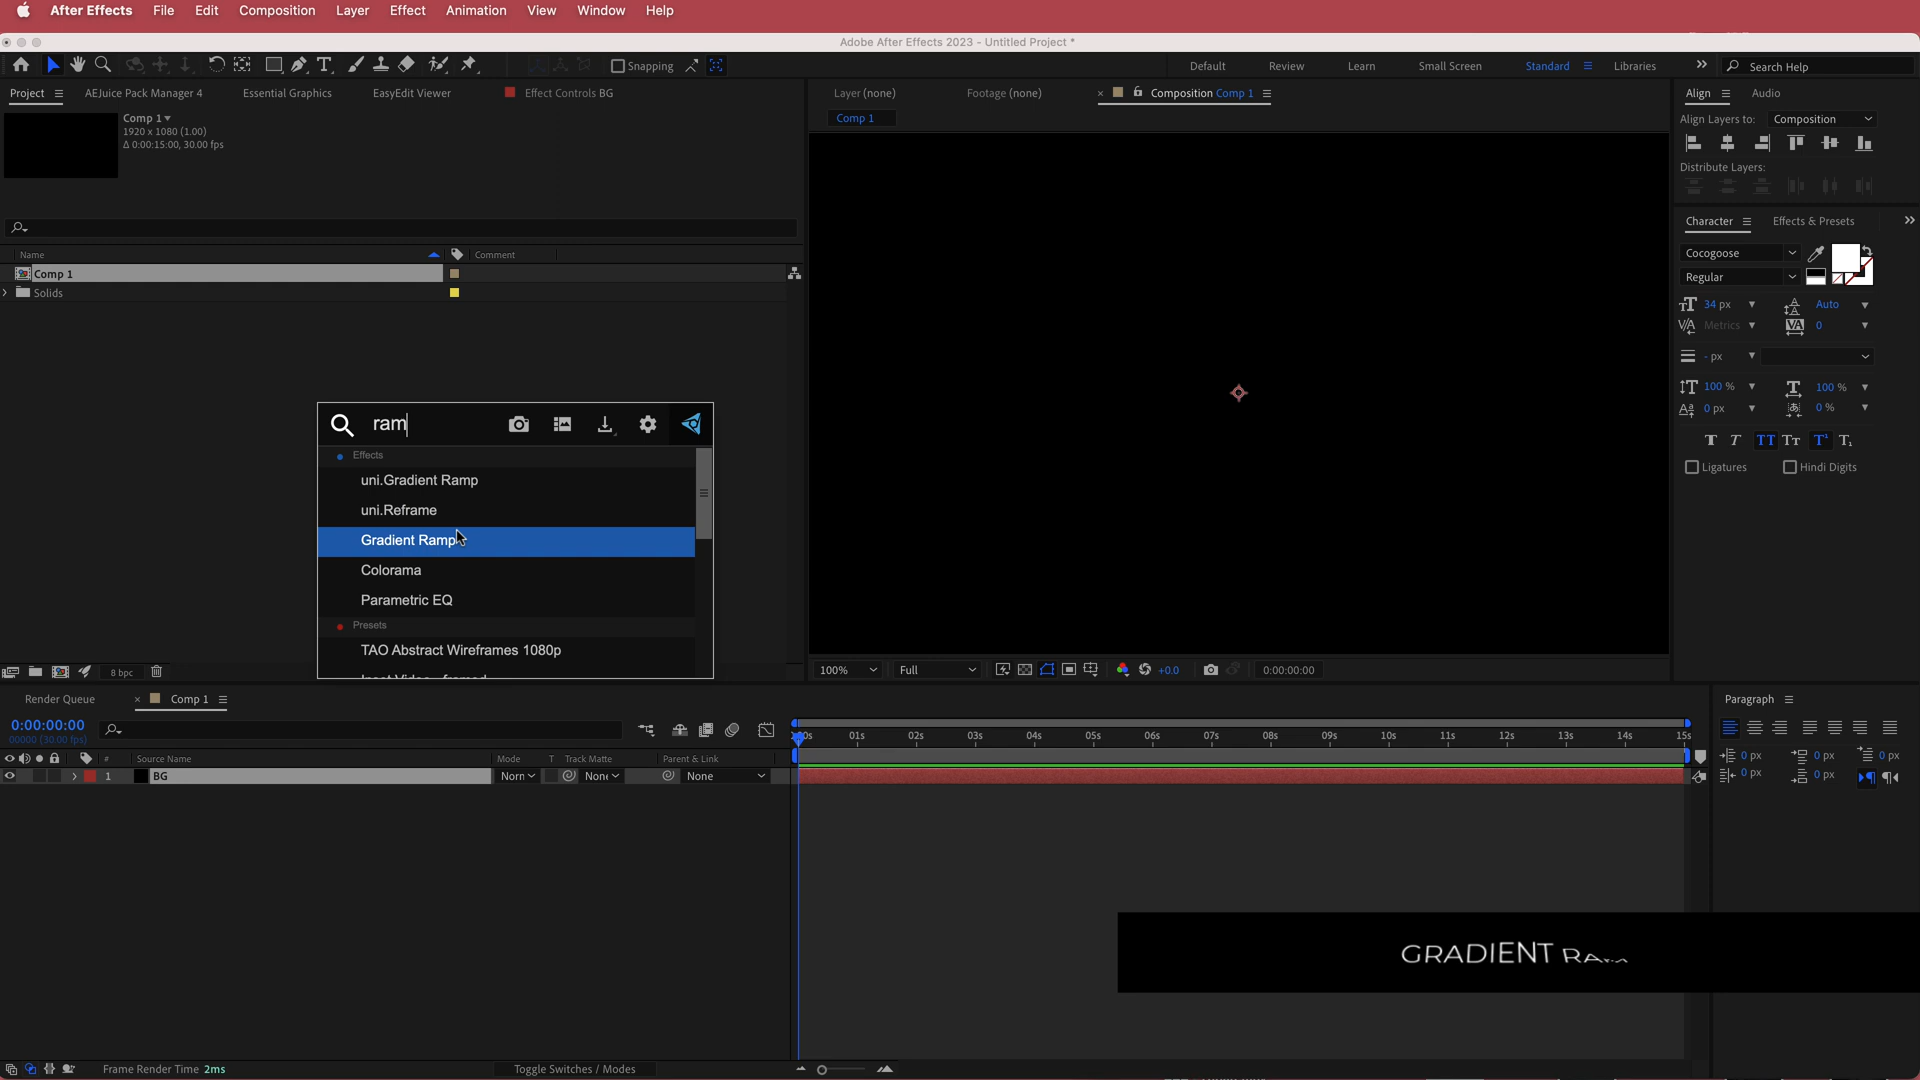 After Effects File Edit Composition Layer Effect Animation View Window Help
Adobe After Effects 2023 - Untitled Project *
Snapping
Default Review Learn Small Screen Standard Libraries Search Help
Project AEJuice Pack Manager 4 Essential Graphics EasyEdit Viewer Effect Controls BG
Layer (none) Footage (none) Composition Comp 1
Align Audio
Comp 1
1920 x 1080 (1.00)
Δ 0:00:15:00, 30.00 fps
Comp 1
Align Layers to: Composition
Distribute Layers:
Character Effects & Presets
Name Comment
Comp 1
Solids
Cocogoose
Regular
34 px Auto
Metrics 0
- px
100 % 100 %
0 px 0 %
T T TT Tт T¹ T₁
Ligatures Hindi Digits
ram
Effects
uni.Gradient Ramp
uni.Reframe
Gradient Ramp
Colorama
Parametric EQ
Presets
TAO Abstract Wireframes 1080p
8 bpc
100% Full +0.0 0:00:00:00
Render Queue Comp 1
0:00:00:00
00000 (30.00 fps)
01s 02s 03s 04s 05s 06s 07s 08s 09s 10s 11s 12s 13s 14s 15s
# Source Name Mode T Track Matte Parent & Link
1 BG None
Paragraph
0 px 0 px 0 px
0 px 0 px
GRADIENT
Frame Render Time 2ms
Toggle Switches / Modes